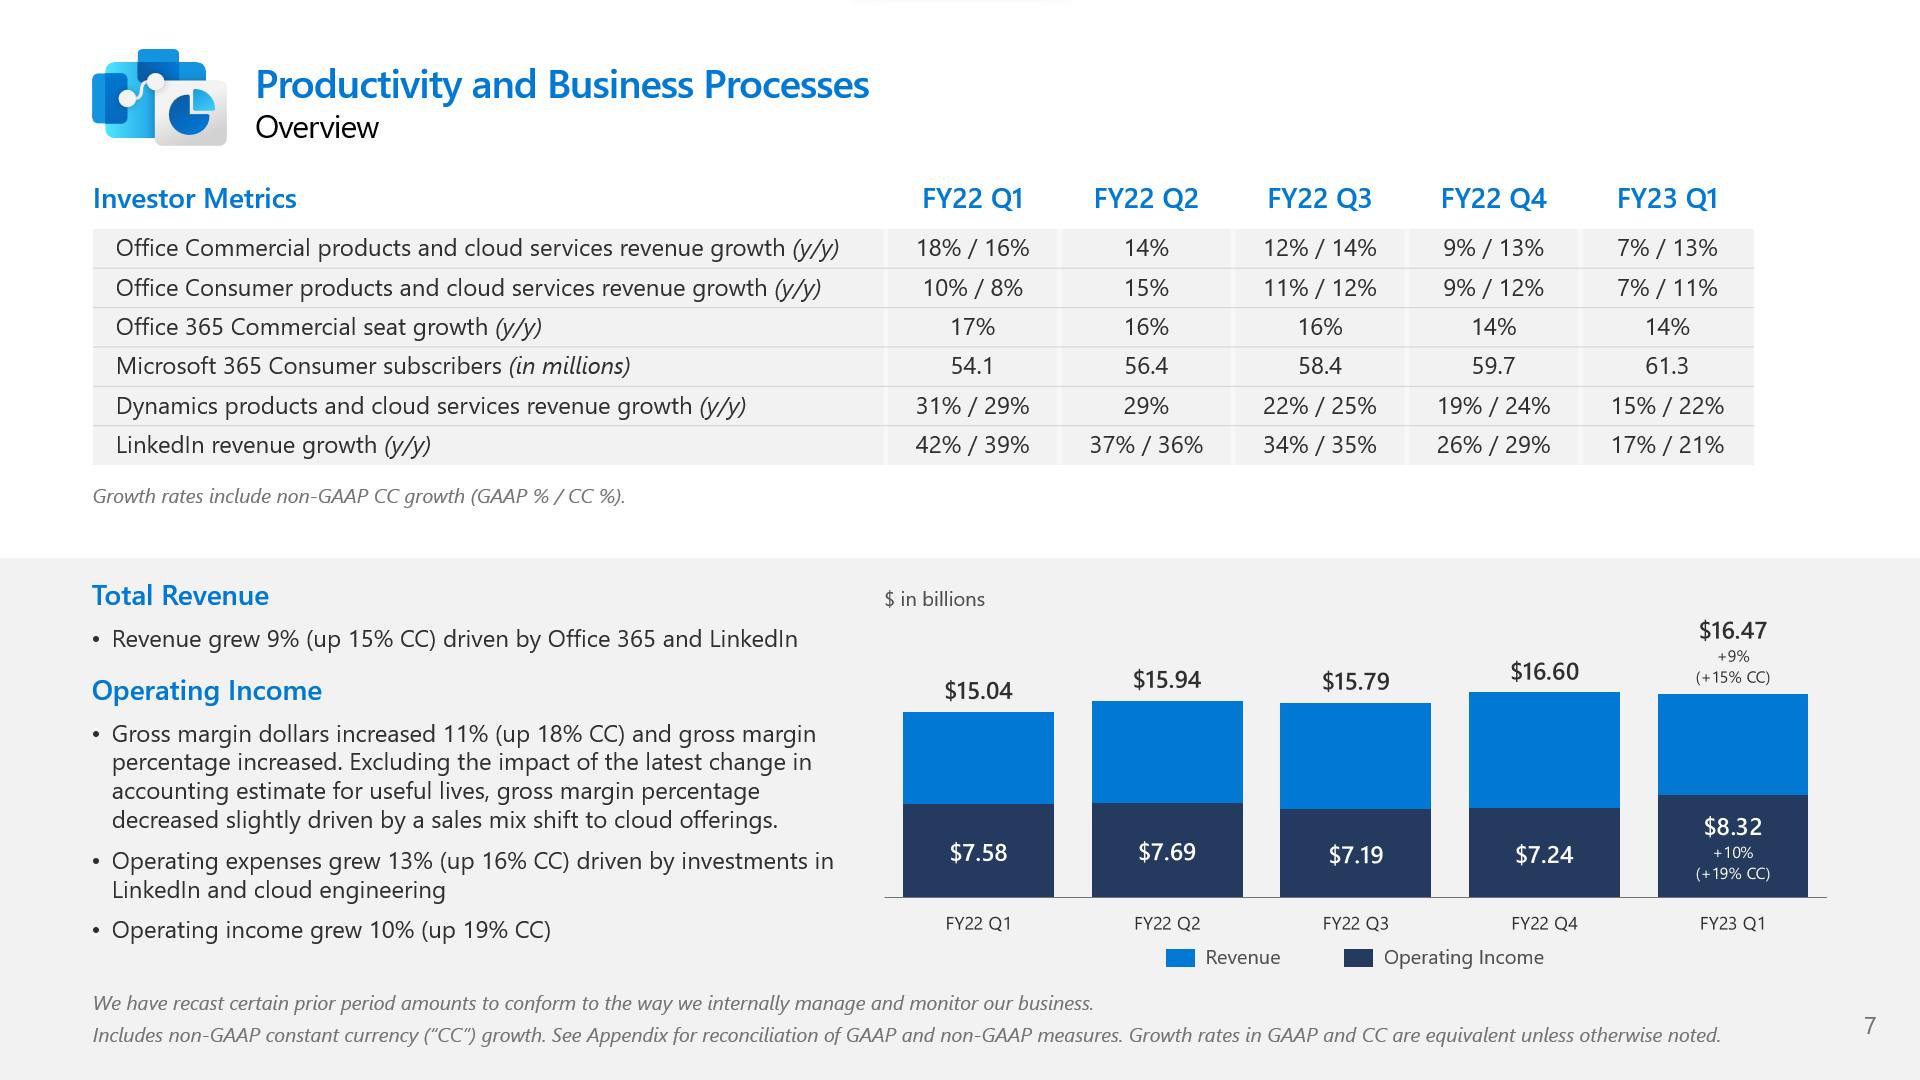 Productivity and Business Processes
Overview
Investor Metrics FY22 Q1 FY22 Q2 FY22 Q3 FY22 Q4 FY23 Q1
Office Commercial products and cloud services revenue growth (y/y) 18% / 16% 14% 12% / 14% 9% / 13% 7% / 13%
Office Consumer products and cloud services revenue growth (y/y) 10% / 8% 15% 11% / 12% 9% / 12% 7% / 11%
Office 365 Commercial seat growth (y/y) 17% 16% 16% 14% 14%
Microsoft 365 Consumer subscribers (in millions) 54.1 56.4 58.4 59.7 61.3
Dynamics products and cloud services revenue growth (y/y) 31% / 29% 29% 22% / 25% 19% / 24% 15% / 22%
LinkedIn revenue growth (y/y) 42% / 39% 37% / 36% 34% / 35% 26% / 29% 17% / 21%
Growth rates include non-GAAP CC growth (GAAP % / CC %).
Total Revenue
• Revenue grew 9% (up 15% CC) driven by Office 365 and LinkedIn
Operating Income
• Gross margin dollars increased 11% (up 18% CC) and gross margin
percentage increased. Excluding the impact of the latest change in
accounting estimate for useful lives, gross margin percentage
decreased slightly driven by a sales mix shift to cloud offerings.
• Operating expenses grew 13% (up 16% CC) driven by investments in
LinkedIn and cloud engineering
• Operating income grew 10% (up 19% CC)
$ in billions
$15.04 $15.94 $15.79 $16.60 $16.47
+9%
(+15% CC)
$7.58 $7.69 $7.19 $7.24 $8.32
+10%
(+19% CC)
FY22 Q1 FY22 Q2 FY22 Q3 FY22 Q4 FY23 Q1
Revenue Operating Income
We have recast certain prior period amounts to conform to the way we internally manage and monitor our business.
Includes non-GAAP constant currency (“CC”) growth. See Appendix for reconciliation of GAAP and non-GAAP measures. Growth rates in GAAP and CC are equivalent unless otherwise noted.
7